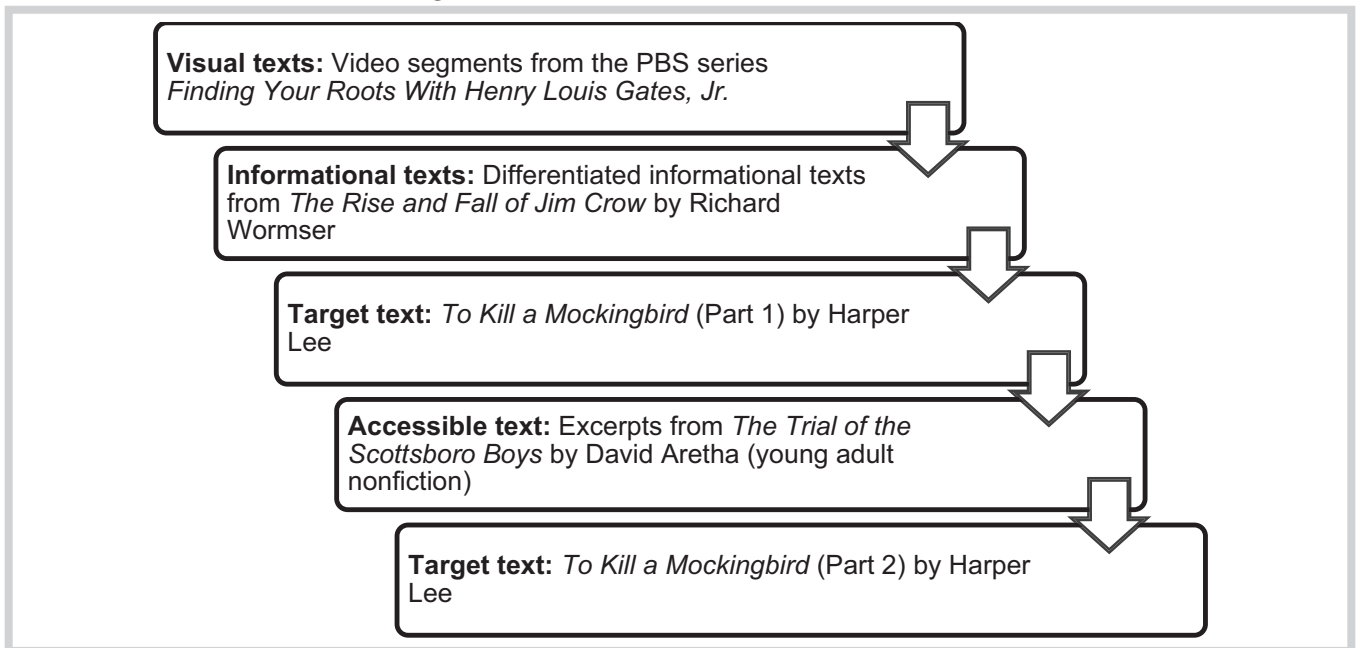 Visual texts: Video segments from the PBS series
Finding Your Roots With Henry Louis Gates, Jr.
Informational texts: Differentiated informational texts
from The Rise and Fall of Jim Crow by Richard
Wormser
Target text: To Kill a Mockingbird (Part 1) by Harper
Lee
Accessible text: Excerpts from The Trial of the
Scottsboro Boys by David Aretha (young adult
nonfiction)
Target text: To Kill a Mockingbird (Part 2) by Harper
Lee